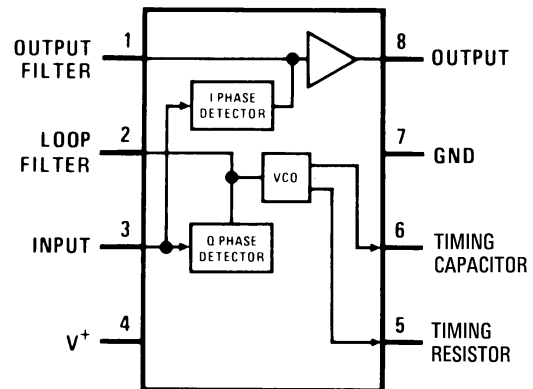 1
OUTPUT
FILTER
8
OUTPUT
I PHASE
DETECTOR
2
LOOP
FILTER
7
GND
VCO
3
INPUT
Q PHASE
DETECTOR
6
TIMING
CAPACITOR
4
V+
5
TIMING
RESISTOR